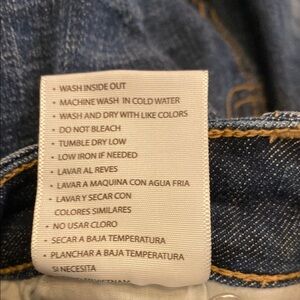 • WASH INSIDE OUT
• MACHINE WASH IN COLD WATER
• WASH AND DRY WITH LIKE COLORS
• DO NOT BLEACH
• TUMBLE DRY LOW
• LOW IRON IF NEEDED
• LAVAR AL REVES
• LAVAR A MAQUINA CON AGUA FRIA
• LAVAR Y SECAR CON
COLORES SIMILARES
• NO USAR CLORO
• SECAR A BAJA TEMPERATURA
• PLANCHAR A BAJA TEMPERATURA
SI NECESITA
VIETNAM